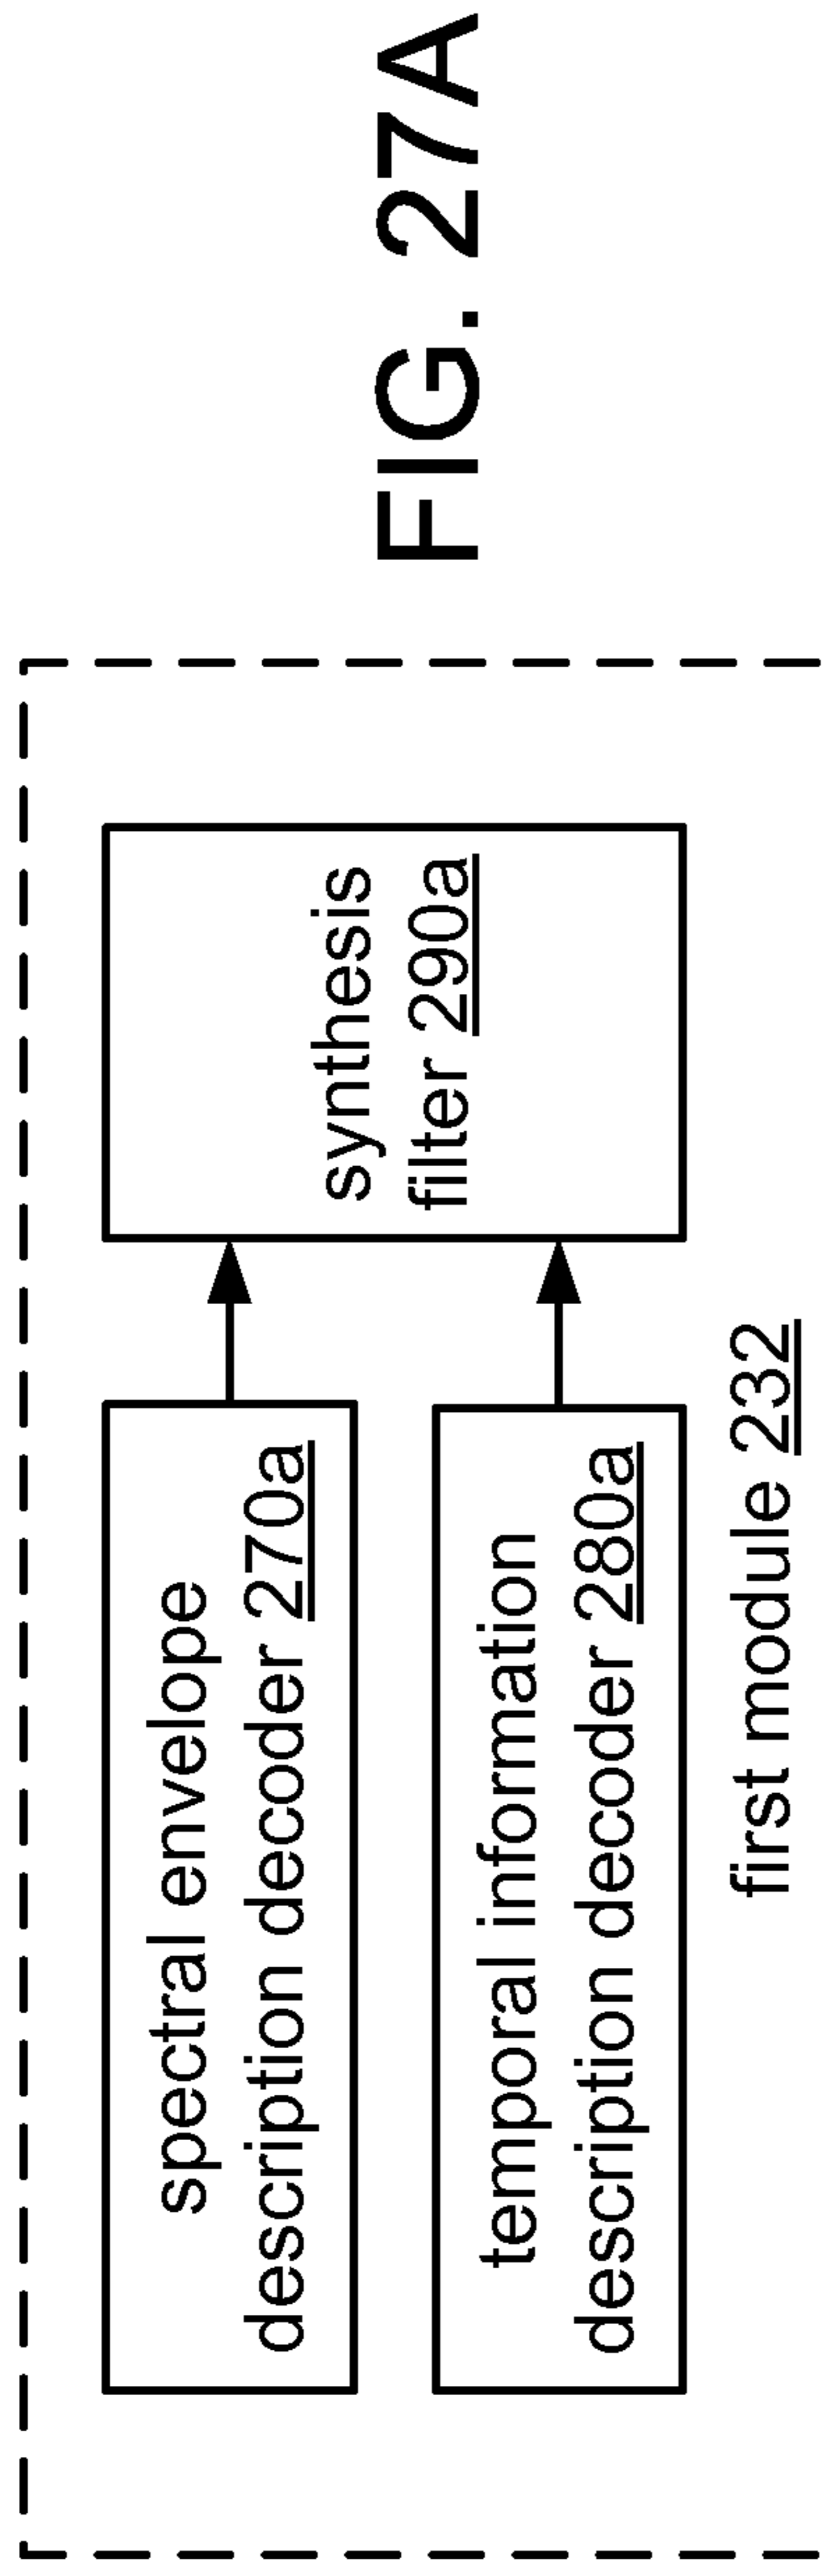 spectral envelope
description decoder 270a
temporal information
description decoder 280a
synthesis
filter 290a
first module 232
FIG. 27A